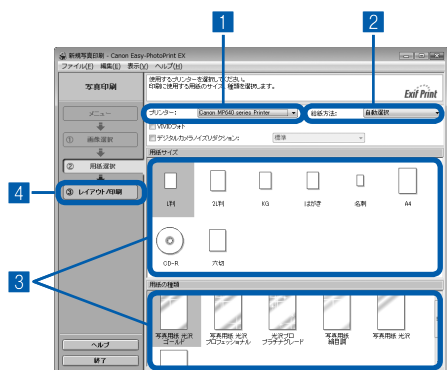 1
2
新規写真印刷 - Canon Easy-PhotoPrint EX
ファイル(F) 編集(E) 表示(V) ヘルプ(H)
写真印刷
使用するプリンターを選択してください。
印刷に使用する用紙のサイズ、種類を設定します。
Exif Print
メニュー
プリンター: Canon MP640 series Printer
給紙方法: 自動選択
VIVIDフォト
① 画像選択
デジタルカメラノイズリダクション: 標準
用紙サイズ
② 用紙選択
4
③ レイアウト/印刷
L判
2L判
KG
はがき
名刺
A4
3
CD-R
六切
用紙の種類
写真用紙 光沢 ゴールド
写真用紙 光沢 プロフェッショナル
光沢プロ プラチナグレード
写真用紙 絹目調
写真用紙 光沢
ヘルプ
終了